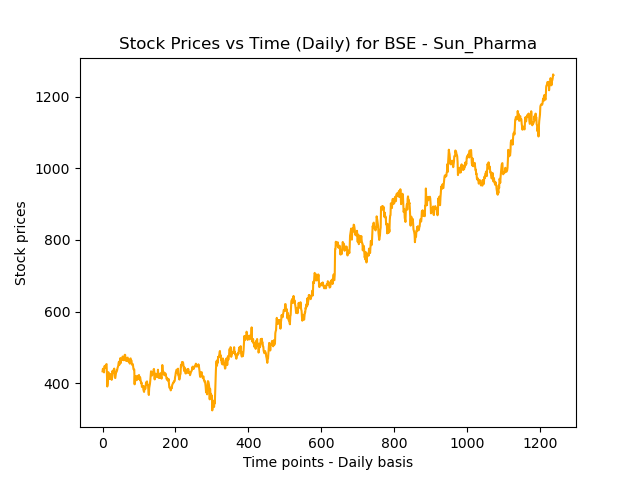 Stock Prices vs Time (Daily) for BSE - Sun_Pharma
1200
1000
800
600
400
Stock prices
0 200 400 600 800 1000 1200
Time points - Daily basis